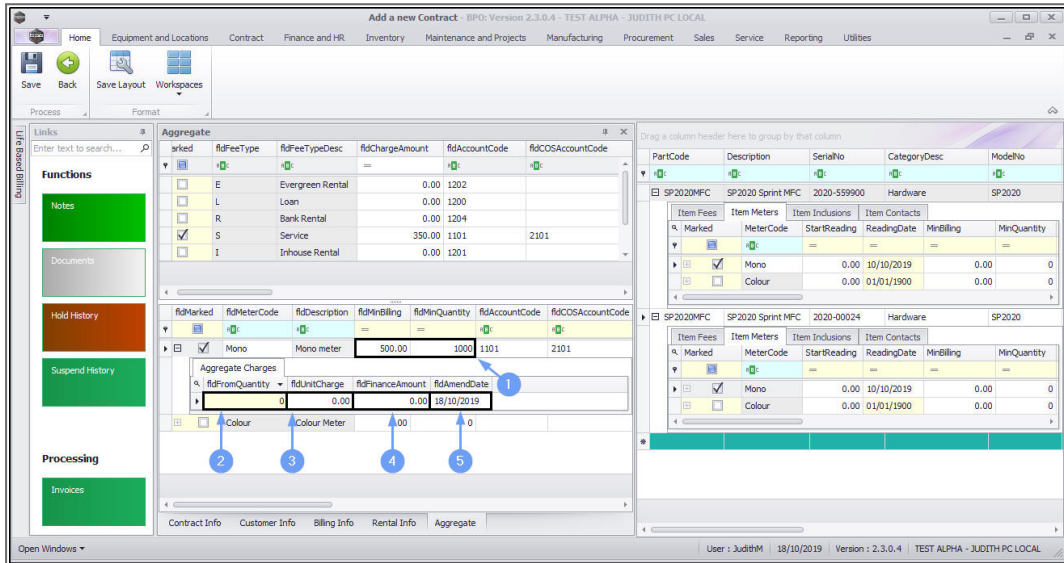 Add a new Contract - BPO: Version 2.3.0.4 - TEST ALPHA - JUDITH PC LOCAL
Home Equipment and Locations Contract Finance and HR Inventory Maintenance and Projects Manufacturing Procurement Sales Service Reporting Utilities
Save Back Save Layout Workspaces
Process Format
Life Based Billing
Links
Enter text to search...
Functions
Notes
Documents
Hold History
Suspend History
Processing
Invoices
Aggregate
arked fldFeeType fldFeeTypeDesc fldChargeAmount fldAccountCode fldCOSAccountCode
=
E Evergreen Rental 0.00 1202
L Loan 0.00 1200
R Bank Rental 0.00 1204
S Service 350.00 1101 2101
I Inhouse Rental 0.00 1201
fldMarked fldMeterCode fldDescription fldMinBilling fldMinQuantity fldAccountCode fldCOSAccountCode
= =
Mono Mono meter 500.00 1000 1101 2101
Aggregate Charges
fldFromQuantity fldUnitCharge fldFinanceAmount fldAmendDate
0 0.00 0.00 18/10/2019
1
Colour Colour Meter .00 0
2 3 4 5
Contract Info Customer Info Billing Info Rental Info Aggregate
Drag a column header here to group by that column
PartCode Description SerialNo CategoryDesc ModelNo
SP2020MFC SP2020 Sprint MFC 2020-559900 Hardware SP2020
Item Fees Item Meters Item Inclusions Item Contacts
Marked MeterCode StartReading ReadingDate MinBilling MinQuantity
= = = =
Mono 0.00 10/10/2019 0.00 0
Colour 0.00 01/01/1900 0.00 0
SP2020MFC SP2020 Sprint MFC 2020-00024 Hardware SP2020
Item Fees Item Meters Item Inclusions Item Contacts
Marked MeterCode StartReading ReadingDate MinBilling MinQuantity
= = = =
Mono 0.00 10/10/2019 0.00 0
Colour 0.00 01/01/1900 0.00 0
Open Windows User : JudithM 18/10/2019 Version : 2.3.0.4 TEST ALPHA - JUDITH PC LOCAL